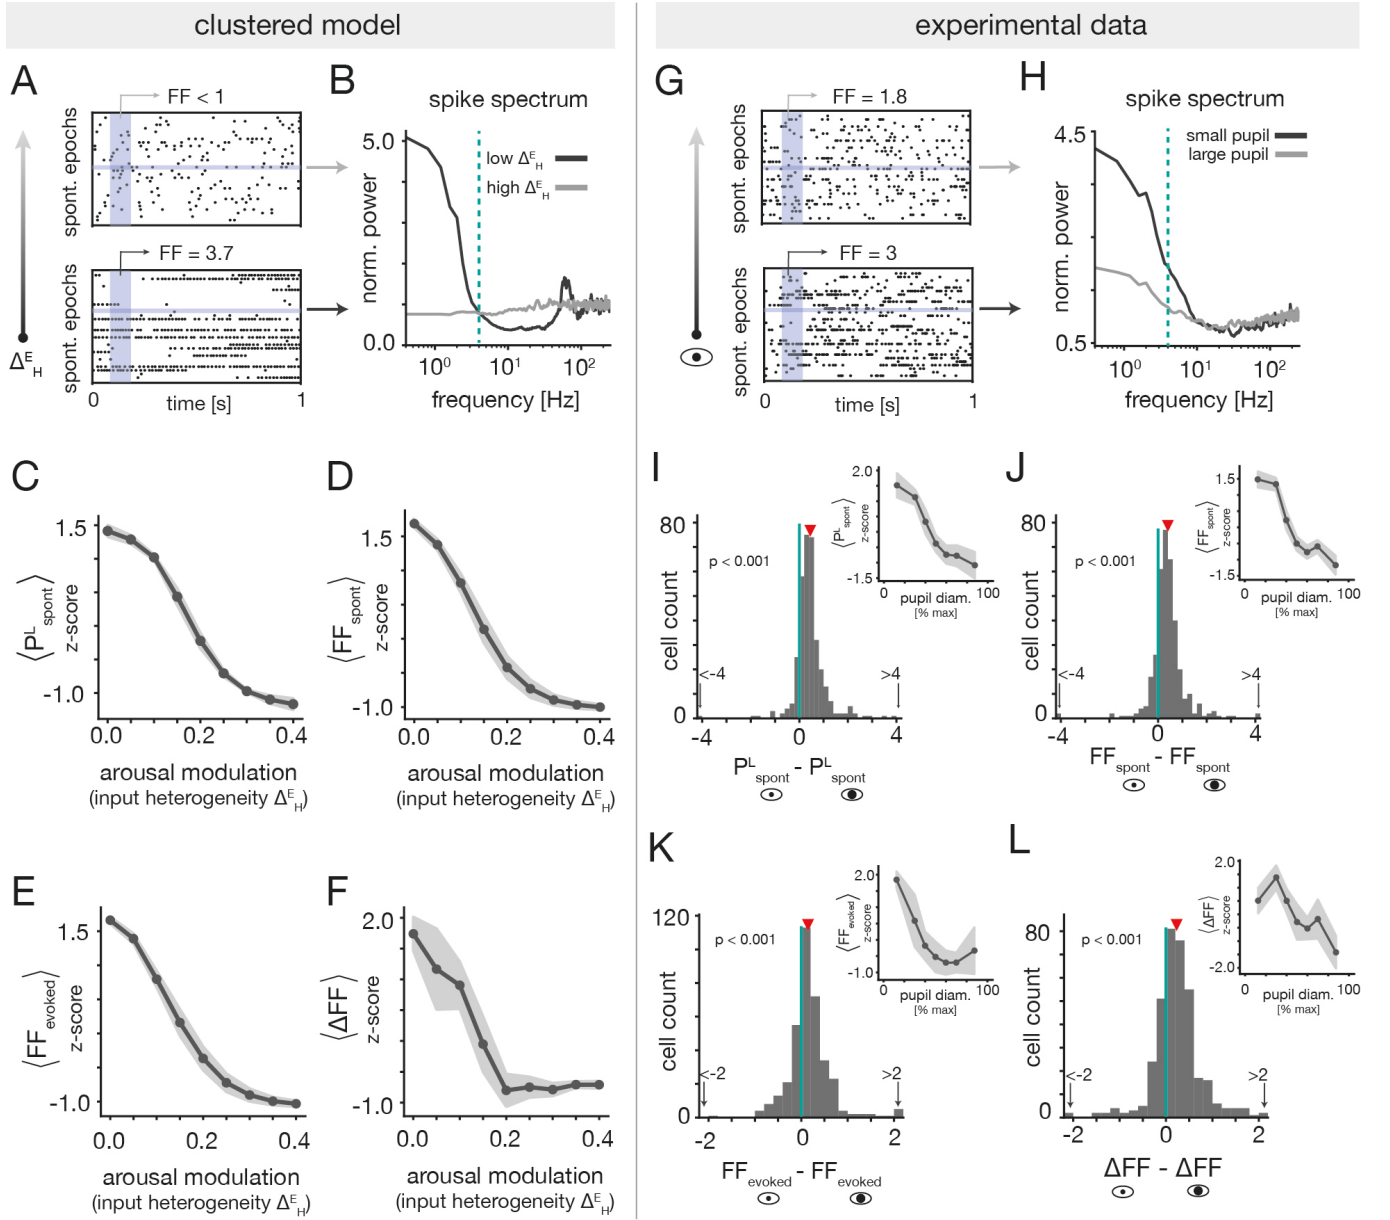 clustered model
experimental data
A
FF < 1
spont. epochs
FF = 3.7
spont. epochs
Δ^E_H
0
1
time [s]
B
spike spectrum
5.0
low Δ^E_H
high Δ^E_H
norm. power
0.0
10^0
10^1
10^2
frequency [Hz]
G
FF = 1.8
spont. epochs
FF = 3
spont. epochs
0
1
time [s]
H
spike spectrum
4.5
small pupil
large pupil
norm. power
0.5
10^0
10^1
10^2
frequency [Hz]
C
1.5
⟨P^L_spont⟩
z-score
-1.0
0.0
0.2
0.4
arousal modulation
(input heterogeneity Δ^E_H)
D
1.5
⟨FF_spont⟩
z-score
-1.0
0.0
0.2
0.4
arousal modulation
(input heterogeneity Δ^E_H)
I
80
cell count
0
p < 0.001
<-4
>4
-4
0
4
P^L_spont - P^L_spont
2.0
⟨P^L_spont⟩
z-score
-1.5
0
100
pupil diam.
[% max]
J
80
cell count
0
p < 0.001
<-4
>4
-4
0
4
FF_spont - FF_spont
1.5
⟨FF_spont⟩
z-score
-1.5
0
100
pupil diam.
[% max]
E
1.5
⟨FF_evoked⟩
z-score
-1.0
0.0
0.2
0.4
arousal modulation
(input heterogeneity Δ^E_H)
F
2.0
⟨ΔFF⟩
z-score
-1.0
0.0
0.2
0.4
arousal modulation
(input heterogeneity Δ^E_H)
K
120
cell count
0
p < 0.001
<-2
>2
-2
0
2
FF_evoked - FF_evoked
2.0
⟨FF_evoked⟩
z-score
-1.0
0
100
pupil diam.
[% max]
L
80
cell count
0
p < 0.001
<-2
>2
-2
0
2
ΔFF - ΔFF
2.0
⟨ΔFF⟩
z-score
-2.0
0
100
pupil diam.
[% max]